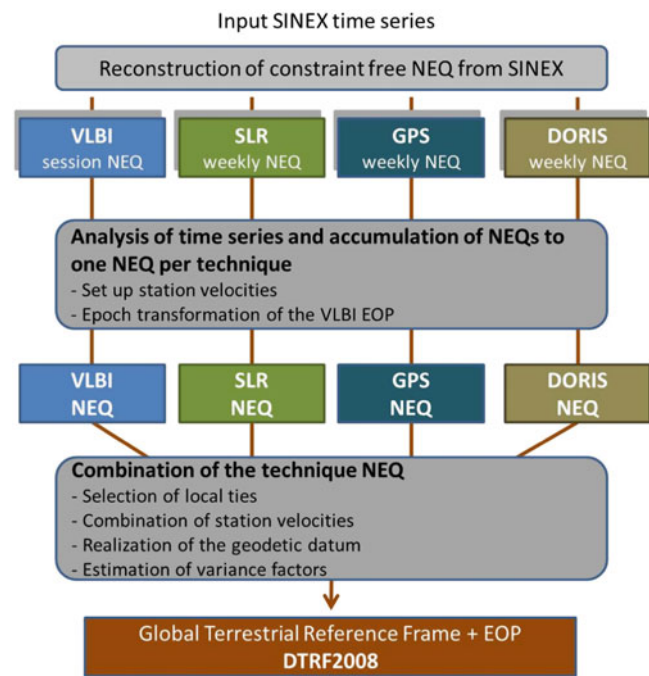 Input SINEX time series
Reconstruction of constraint free NEQ from SINEX
VLBI
session NEQ
SLR
weekly NEQ
GPS
weekly NEQ
DORIS
weekly NEQ
Analysis of time series and accumulation of NEQs to
one NEQ per technique
- Set up station velocities
- Epoch transformation of the VLBI EOP
VLBI
NEQ
SLR
NEQ
GPS
NEQ
DORIS
NEQ
Combination of the technique NEQ
- Selection of local ties
- Combination of station velocities
- Realization of the geodetic datum
- Estimation of variance factors
Global Terrestrial Reference Frame + EOP
DTRF2008